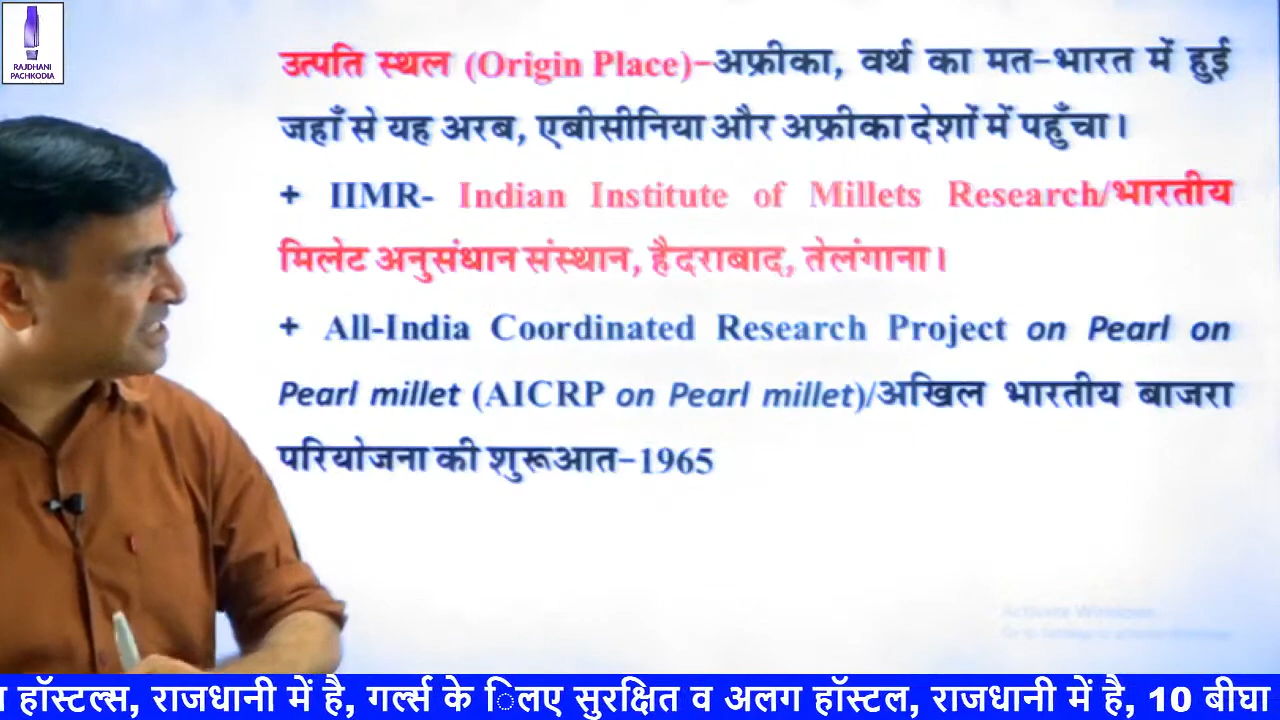 RAJDHANI
PACHKODIA
उत्पति स्थल (Origin Place)–अफ्रीका, वर्थ का मत–भारत में हुई
जहाँ से यह अरब, एबीसीनिया और अफ्रीका देशों में पहुँचा।
+ IIMR- Indian Institute of Millets Research/भारतीय
मिलेट अनुसंधान संस्थान, हैदराबाद, तेलंगाना।
+ All-India Coordinated Research Project on Pearl on
Pearl millet (AICRP on Pearl millet)/अखिल भारतीय बाजरा
परियोजना की शुरूआत–1965
Activate Windows
हॉस्टल्स, राजधानी में है, गर्ल्स के िलए सुरक्षित व अलग हॉस्टल, राजधानी में है, 10 बीघा